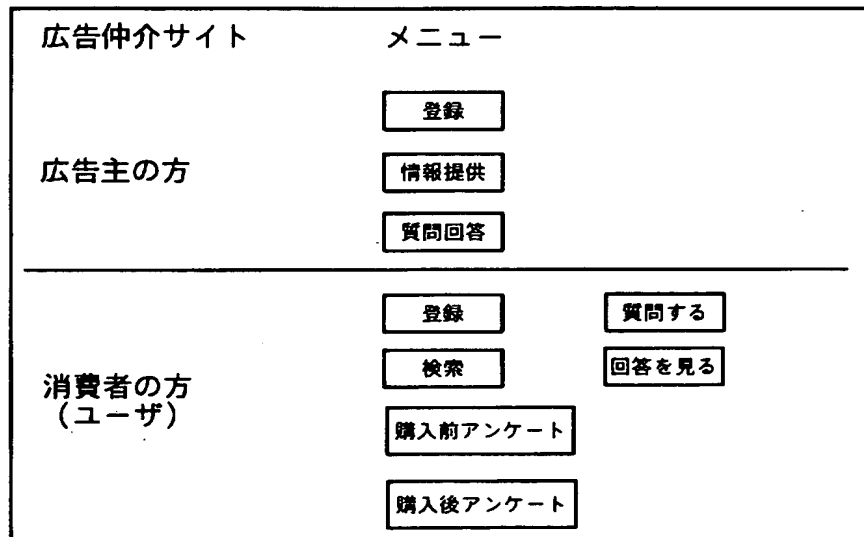 広告仲介サイト メニュー
登録
広告主の方 情報提供
質問回答
登録 質問する
検索 回答を見る
消費者の方
(ユーザ)
購入前アンケート
購入後アンケート